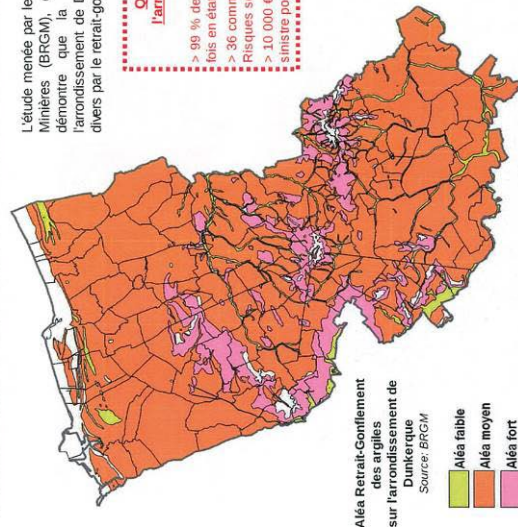 L'étude menée par le
Minières (BRGM),
démontre que la
l'arrondissement de
divers par le retrait-go
l'arr
> 99 % de
fois en éta
> 36 comm
Risques s
> 10 000 €
sinistre po
Aléa Retrait-Gonflement
des argiles
sur l'arrondissement de
Dunkerque
Source: BRGM
Aléa faible
Aléa moyen
Aléa fort